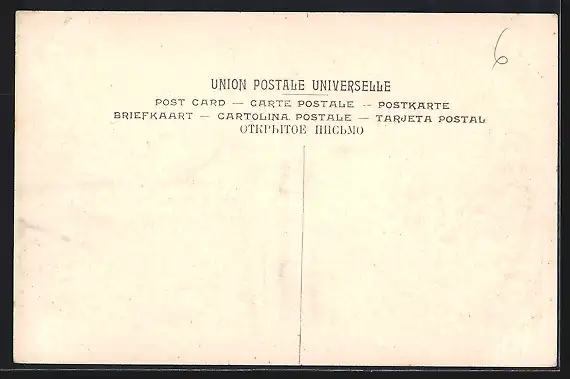 6
UNION POSTALE UNIVERSELLE
POST CARD — CARTE POSTALE — POSTKARTE
BRIEFKAART — CARTOLINA POSTALE — TARJETA POSTAL
ОТКРЫТОЕ ПИСЬМО